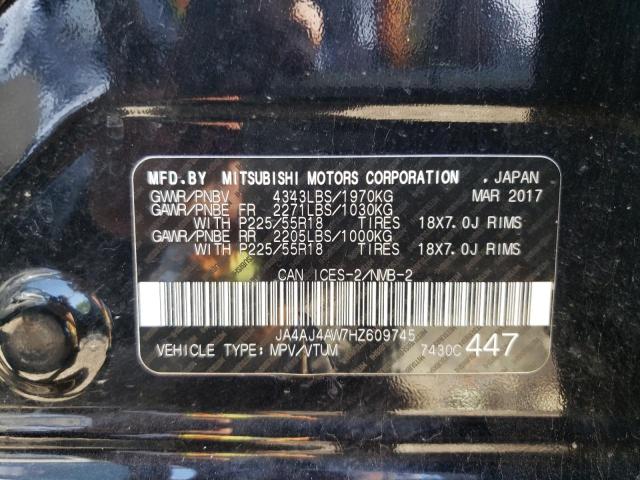 MFD.BY MITSUBISHI MOTORS CORPORATION , JAPAN
GVWR/PNBV 4343LBS/1970KG MAR 2017
GAWR/PNBE FR 2271LBS/1030KG
WITH P225/55R18 TIRES 18X7.0J RIMS
GAWR/PNBE RR 2205LBS/1000KG
WITH P225/55R18 TIRES 18X7.0J RIMS
CAN ICES-2/NMB-2
JA4AJ4AW7HZ609745
VEHICLE TYPE:MPV/VTUM 7430C 447